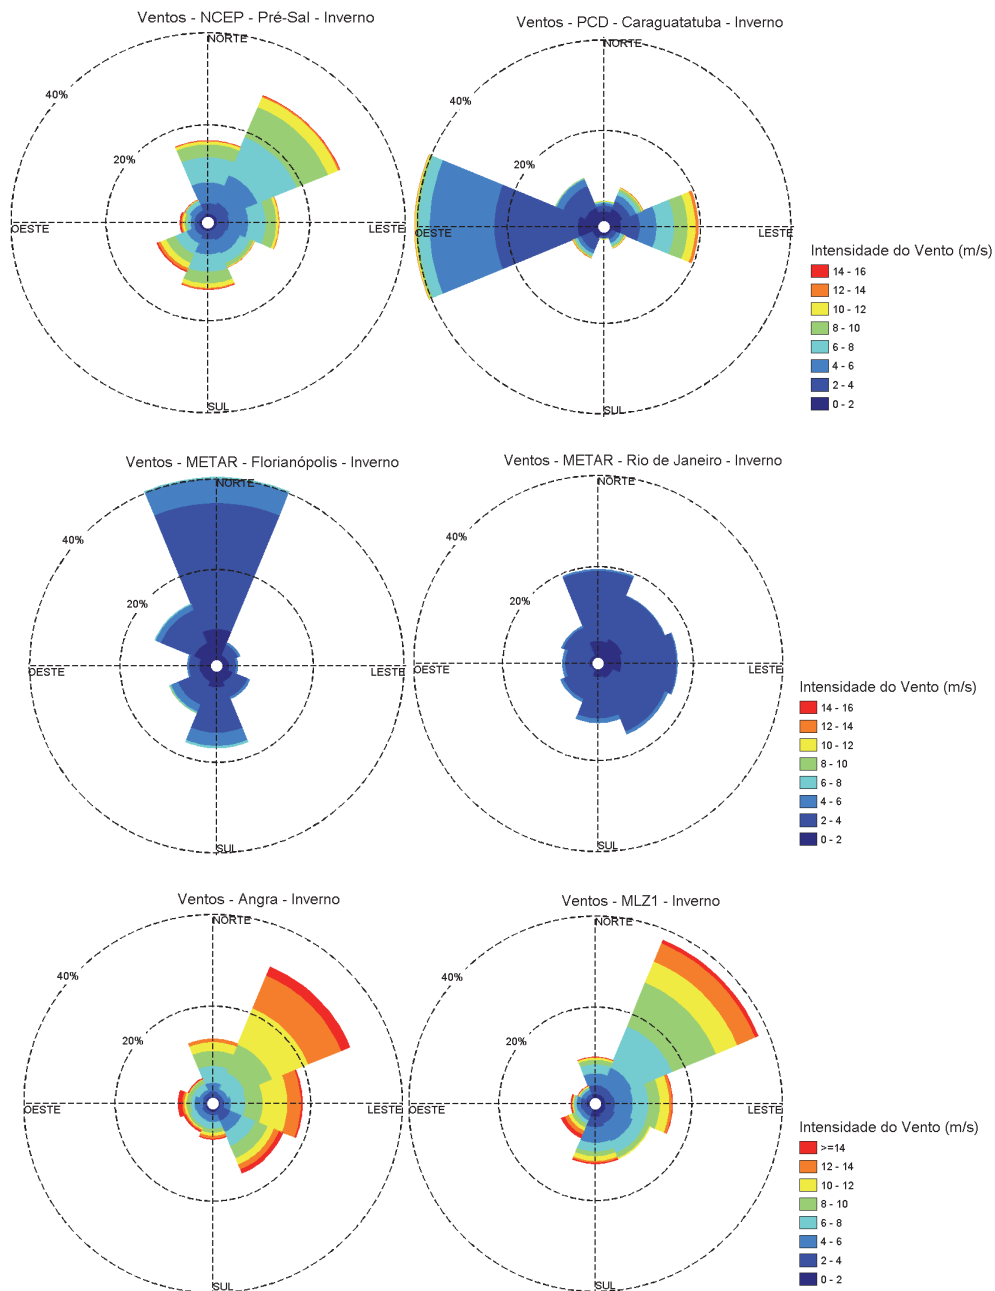 Ventos - NCEP - Pré-Sal - Inverno
NORTE
40%
20%
OESTE
LESTE
SUL
Ventos - PCD - Caraguatatuba - Inverno
NORTE
40%
20%
OESTE
LESTE
SUL
Intensidade do Vento (m/s)
14 - 16
12 - 14
10 - 12
8 - 10
6 - 8
4 - 6
2 - 4
0 - 2
Ventos - METAR - Florianópolis - Inverno
NORTE
40%
20%
OESTE
LESTE
SUL
Ventos - METAR - Rio de Janeiro - Inverno
NORTE
40%
20%
OESTE
LESTE
SUL
Intensidade do Vento (m/s)
14 - 16
12 - 14
10 - 12
8 - 10
6 - 8
4 - 6
2 - 4
0 - 2
Ventos - Angra - Inverno
NORTE
40%
20%
OESTE
LESTE
SUL
Ventos - MLZ1 - Inverno
NORTE
40%
20%
OESTE
LESTE
SUL
Intensidade do Vento (m/s)
>=14
12 - 14
10 - 12
8 - 10
6 - 8
4 - 6
2 - 4
0 - 2